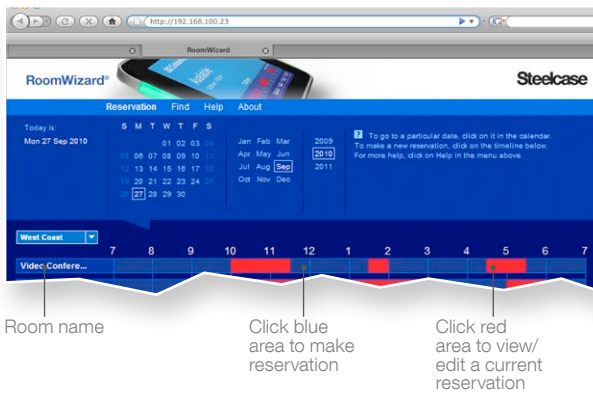 http://192.168.100.23
RoomWizard
RoomWizard®
Steelcase
Reservation Find Help About
Today is:
Mon 27 Sep 2010
S M T W T F S
01 02 03 04
05 06 07 08 09 10 11
12 13 14 15 16 17 18
19 20 21 22 23 24 25
26 27 28 29 30
Jan Feb Mar
Apr May Jun
Jul Aug Sep
Oct Nov Dec
2009
2010
2011
? To go to a particular date, click on it in the calendar.
To make a new reservation, click on the timeline below.
For more help, click on Help in the menu above.
West Coast
7 8 9 10 11 12 1 2 3 4 5 6 7
Video Confere...
Room name
Click blue
area to make
reservation
Click red
area to view/
edit a current
reservation